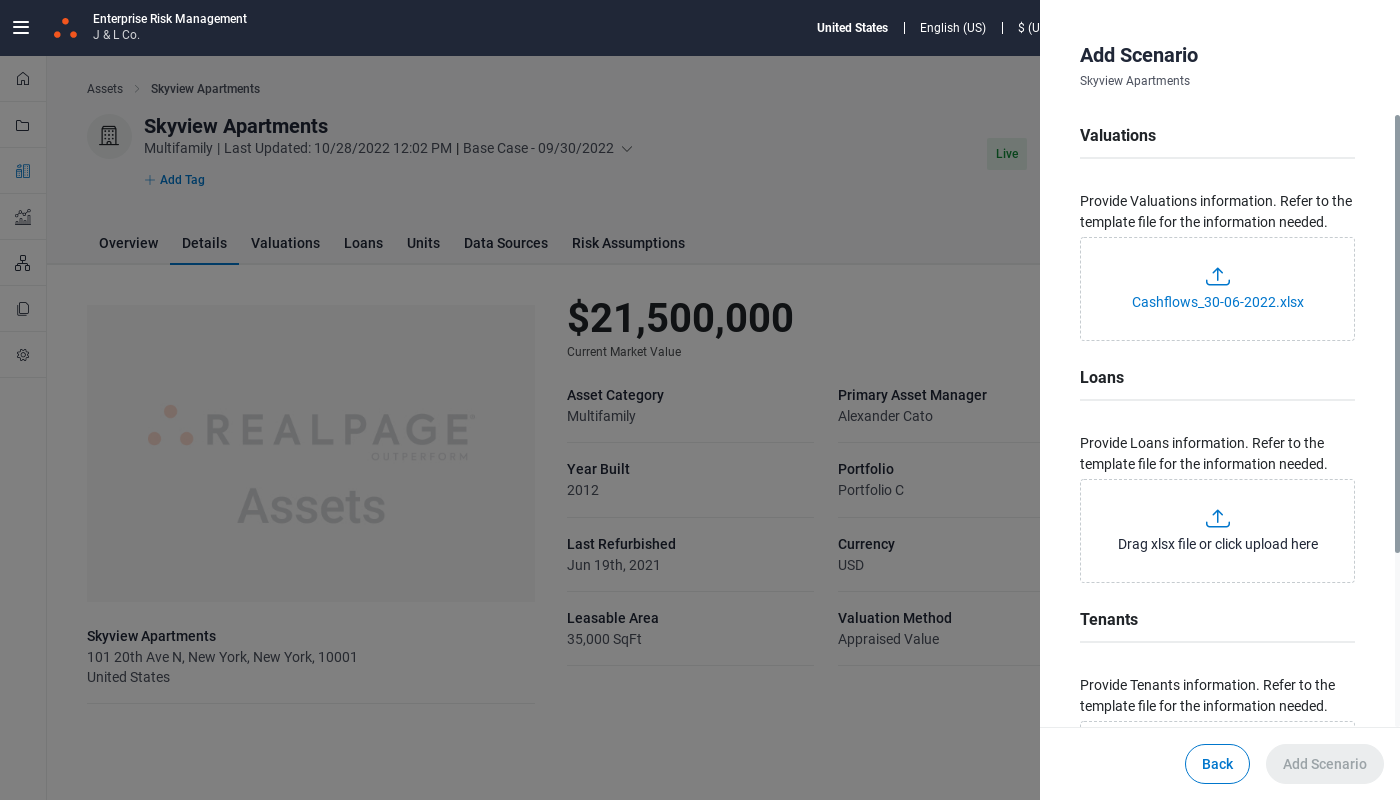 Enterprise Risk Management
J & L Co.
United States
English (US)
$ (U
Assets
Skyview Apartments
Skyview Apartments
Multifamily | Last Updated: 10/28/2022 12:02 PM | Base Case - 09/30/2022
Live
Add Tag
Overview
Details
Valuations
Loans
Units
Data Sources
Risk Assumptions
REALPAGE
OUTPERFORM
Assets
Skyview Apartments
101 20th Ave N, New York, New York, 10001
United States
$21,500,000
Current Market Value
Asset Category
Multifamily
Primary Asset Manager
Alexander Cato
Year Built
2012
Portfolio
Portfolio C
Last Refurbished
Jun 19th, 2021
Currency
USD
Leasable Area
35,000 SqFt
Valuation Method
Appraised Value
Add Scenario
Skyview Apartments
Valuations
Provide Valuations information. Refer to the
template file for the information needed.
Cashflows_30-06-2022.xlsx
Loans
Provide Loans information. Refer to the
template file for the information needed.
Drag xlsx file or click upload here
Tenants
Provide Tenants information. Refer to the
template file for the information needed.
Back
Add Scenario